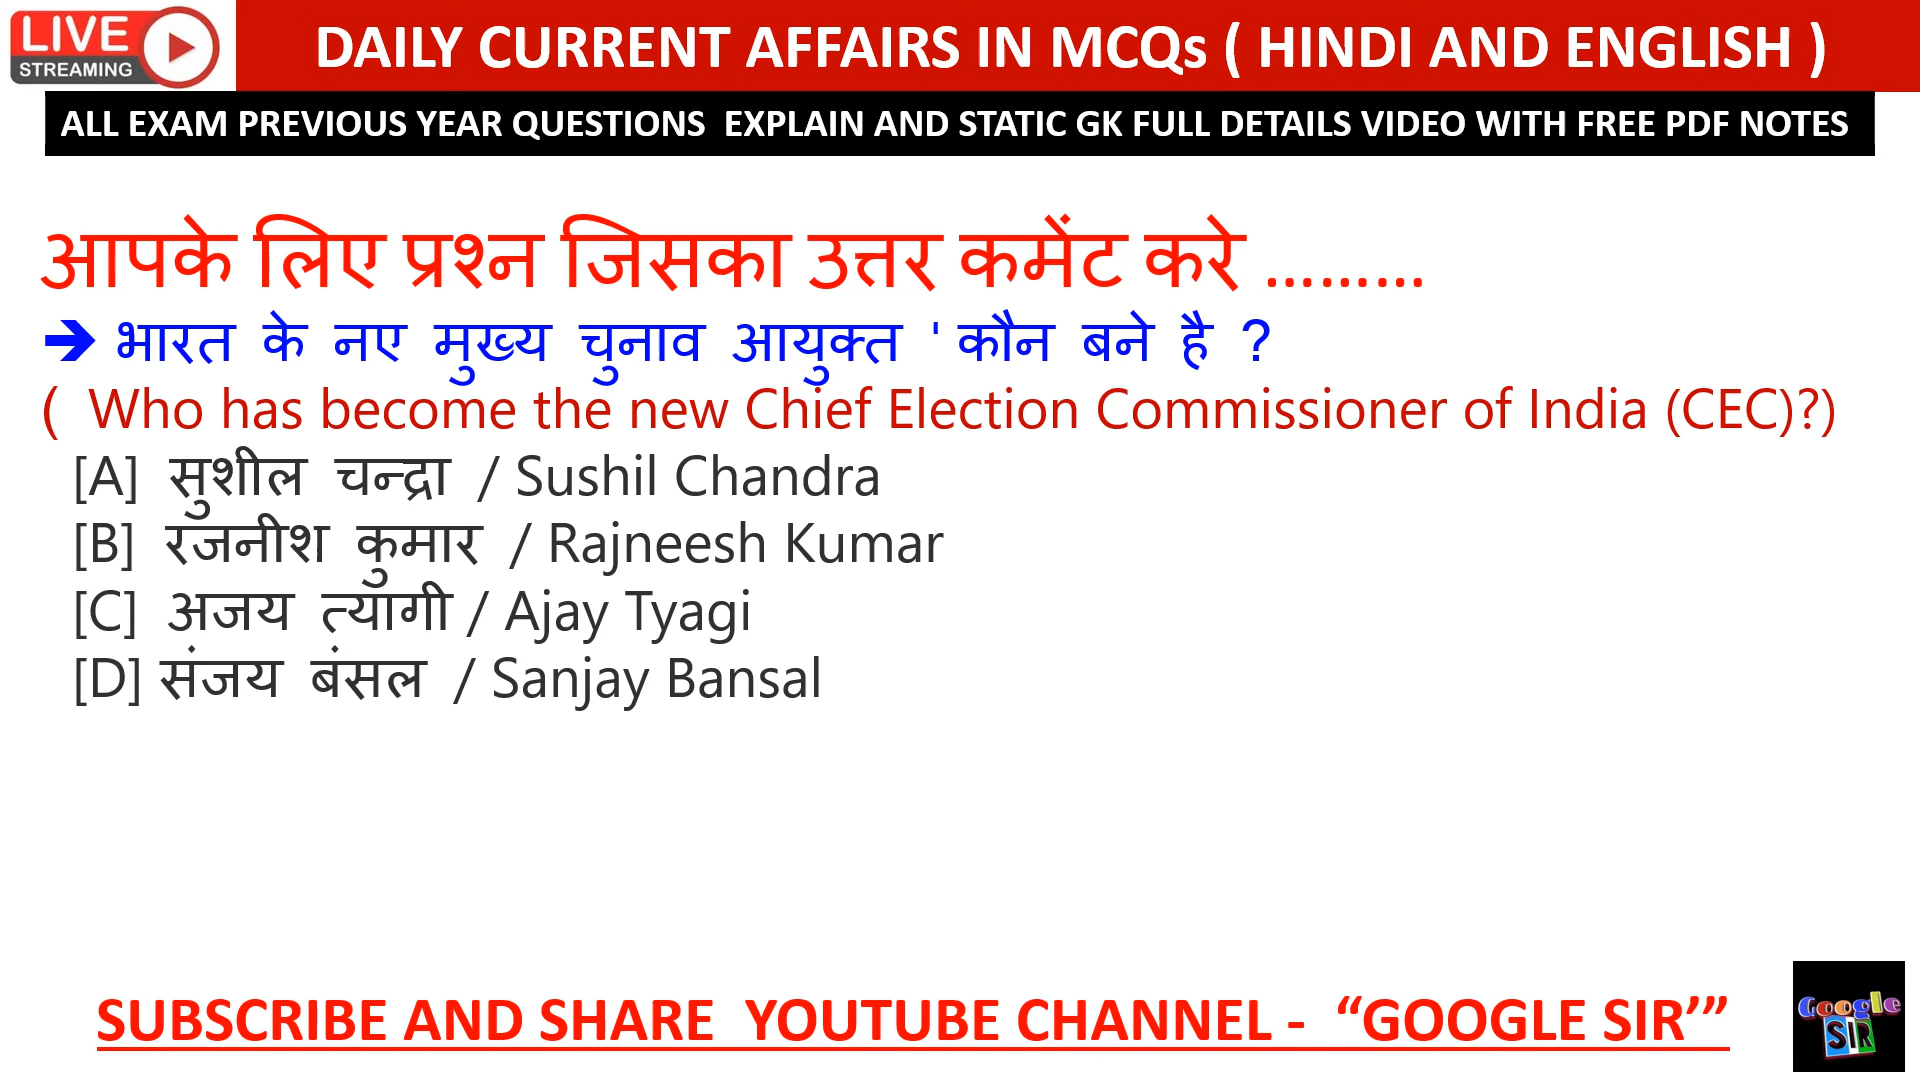 LIVE
STREAMING
DAILY CURRENT AFFAIRS IN MCQs ( HINDI AND ENGLISH )
ALL EXAM PREVIOUS YEAR QUESTIONS EXPLAIN AND STATIC GK FULL DETAILS VIDEO WITH FREE PDF NOTES
आपके लिए प्रश्न जिसका उत्तर कमेंट करे .........
➔ भारत के नए मुख्य चुनाव आयुक्त ' कौन बने है ?
( Who has become the new Chief Election Commissioner of India (CEC)?)
[A] सुशील चन्द्रा / Sushil Chandra
[B] रजनीश कुमार / Rajneesh Kumar
[C] अजय त्यागी / Ajay Tyagi
[D] संजय बंसल / Sanjay Bansal
SUBSCRIBE AND SHARE YOUTUBE CHANNEL - “GOOGLE SIR’”
Google
SIR